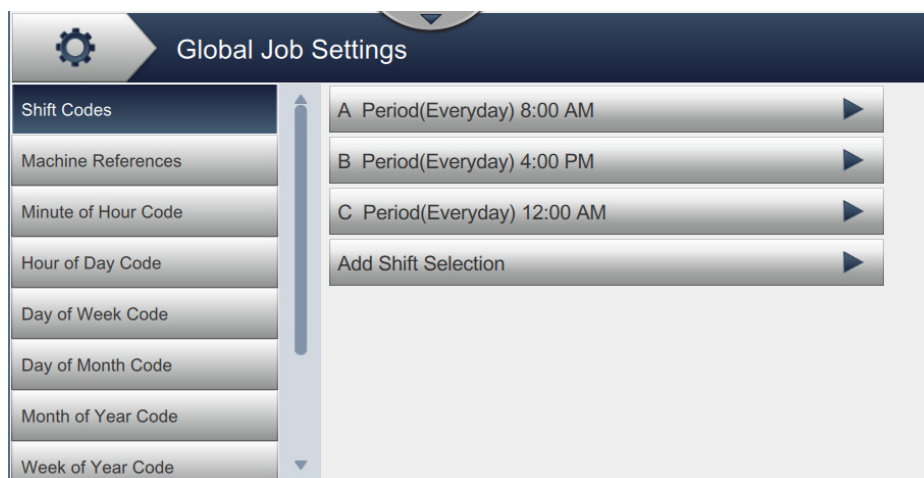 Global Job Settings
Shift Codes
Machine References
Minute of Hour Code
Hour of Day Code
Day of Week Code
Day of Month Code
Month of Year Code
Week of Year Code
A Period(Everyday) 8:00 AM
B Period(Everyday) 4:00 PM
C Period(Everyday) 12:00 AM
Add Shift Selection